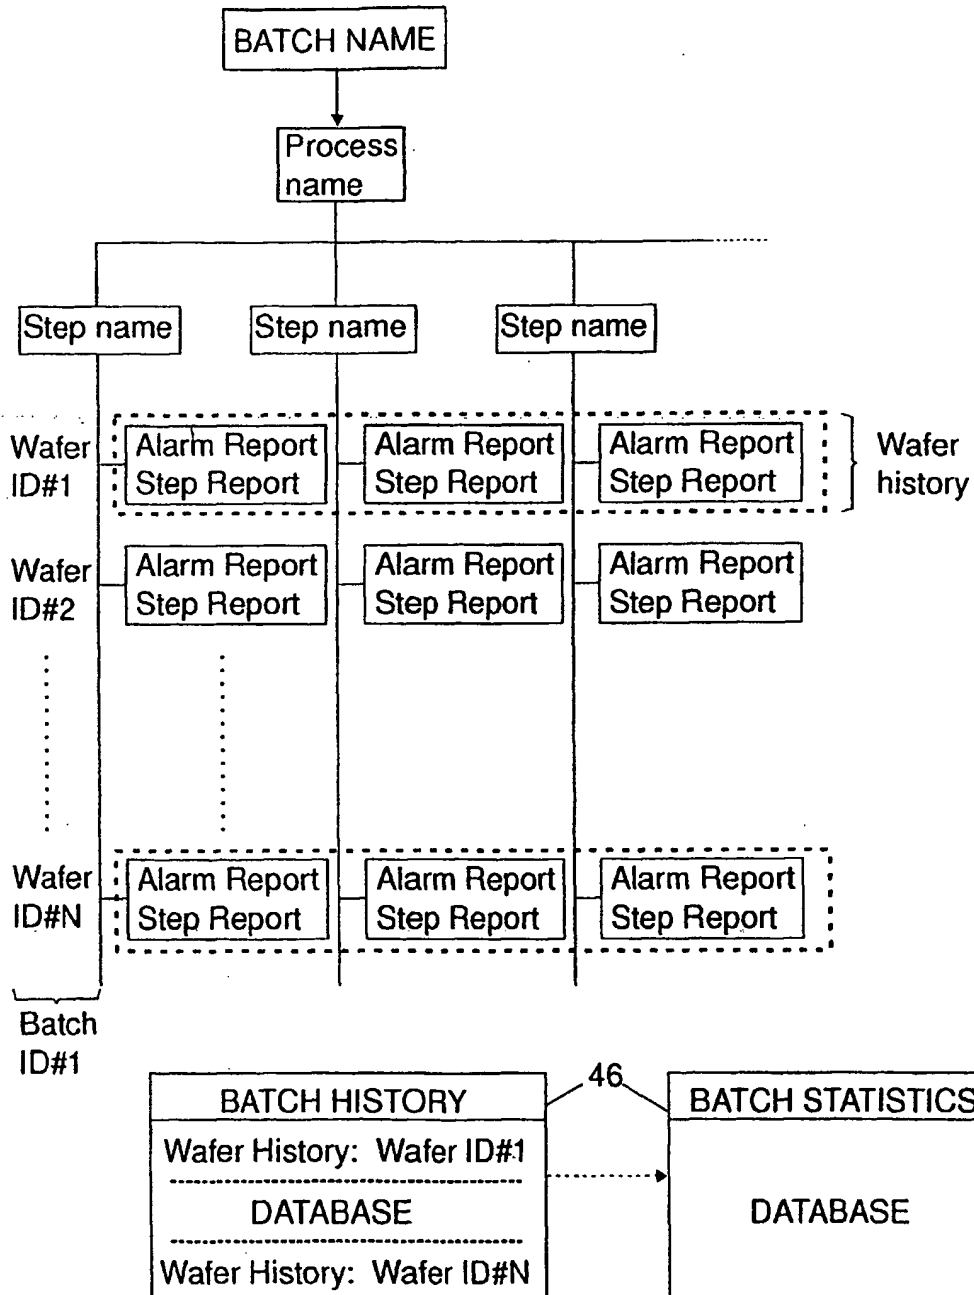 BATCH NAME
Process
name
Step name
Step name
Step name
Wafer
ID#1
Alarm Report
Step Report
Alarm Report
Step Report
Alarm Report
Step Report
Wafer
history
Wafer
ID#2
Alarm Report
Step Report
Alarm Report
Step Report
Alarm Report
Step Report
Wafer
ID#N
Alarm Report
Step Report
Alarm Report
Step Report
Alarm Report
Step Report
Batch
ID#1
46
BATCH HISTORY
Wafer History: Wafer ID#1
DATABASE
Wafer History: Wafer ID#N
BATCH STATISTICS
DATABASE